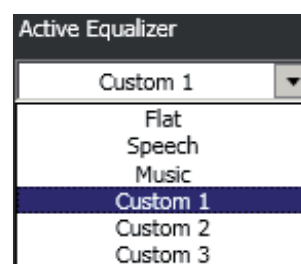 Active Equalizer
Custom 1
Flat
Speech
Music
Custom 1
Custom 2
Custom 3